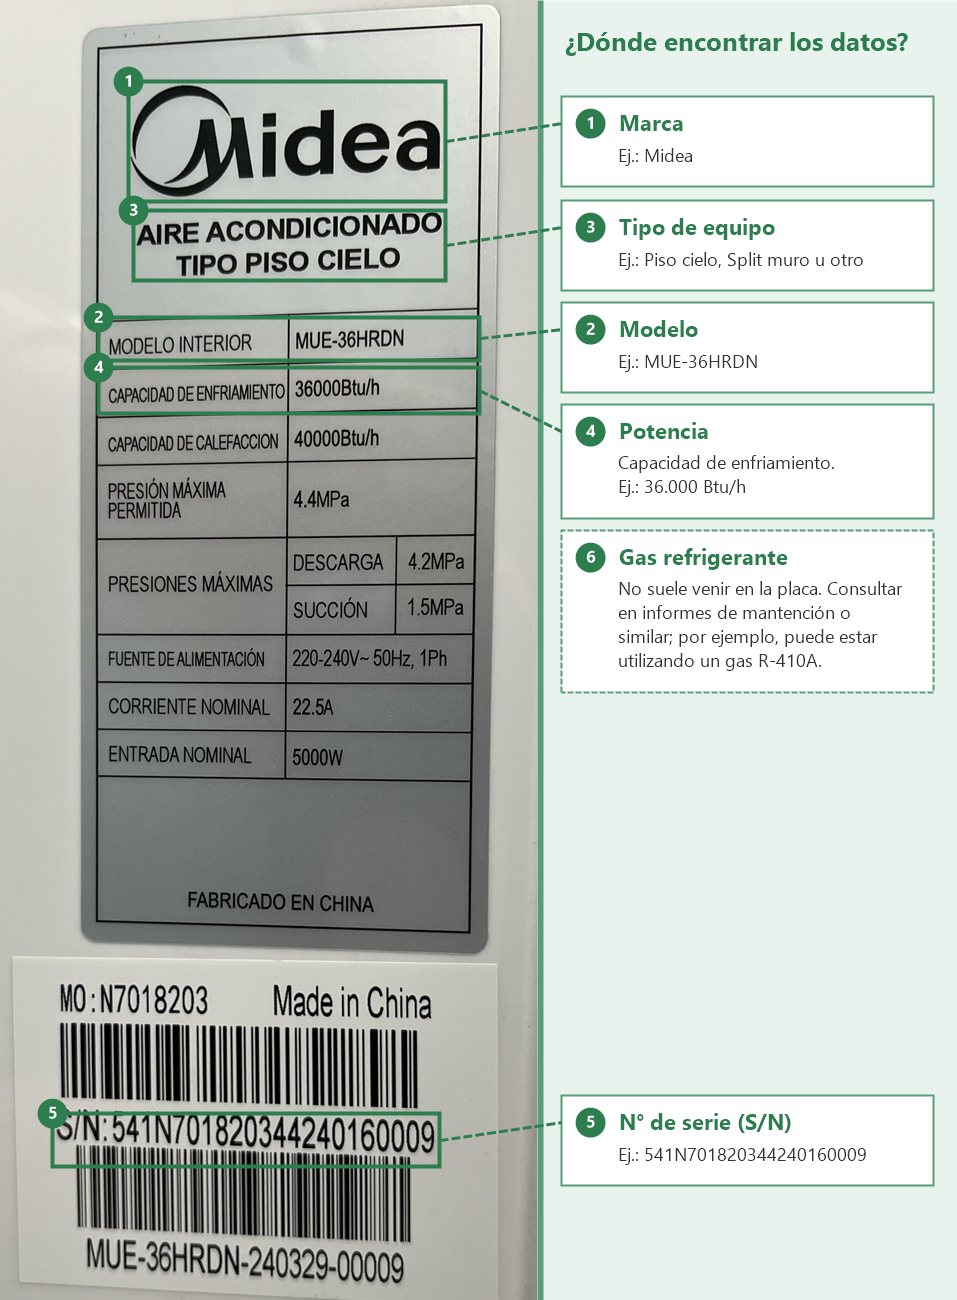 1
Midea
3
AIRE ACONDICIONADO
TIPO PISO CIELO
2
MODELO INTERIOR MUE-36HRDN
4
CAPACIDAD DE ENFRIAMIENTO 36000Btu/h
CAPACIDAD DE CALEFACCION 40000Btu/h
PRESIÓN MÁXIMA
PERMITIDA
4.4MPa
PRESIONES MÁXIMAS
DESCARGA 4.2MPa
SUCCIÓN 1.5MPa
FUENTE DE ALIMENTACIÓN 220-240V~ 50Hz, 1Ph
CORRIENTE NOMINAL 22.5A
ENTRADA NOMINAL 5000W
FABRICADO EN CHINA
MO:N7018203 Made in China
5
S/N:541N701820344240160009
MUE-36HRDN-240329-00009
¿Dónde encontrar los datos?
1 Marca
Ej.: Midea
3 Tipo de equipo
Ej.: Piso cielo, Split muro u otro
2 Modelo
Ej.: MUE-36HRDN
4 Potencia
Capacidad de enfriamiento.
Ej.: 36.000 Btu/h
6 Gas refrigerante
No suele venir en la placa. Consultar
en informes de mantención o
similar; por ejemplo, puede estar
utilizando un gas R-410A.
5 N° de serie (S/N)
Ej.: 541N701820344240160009